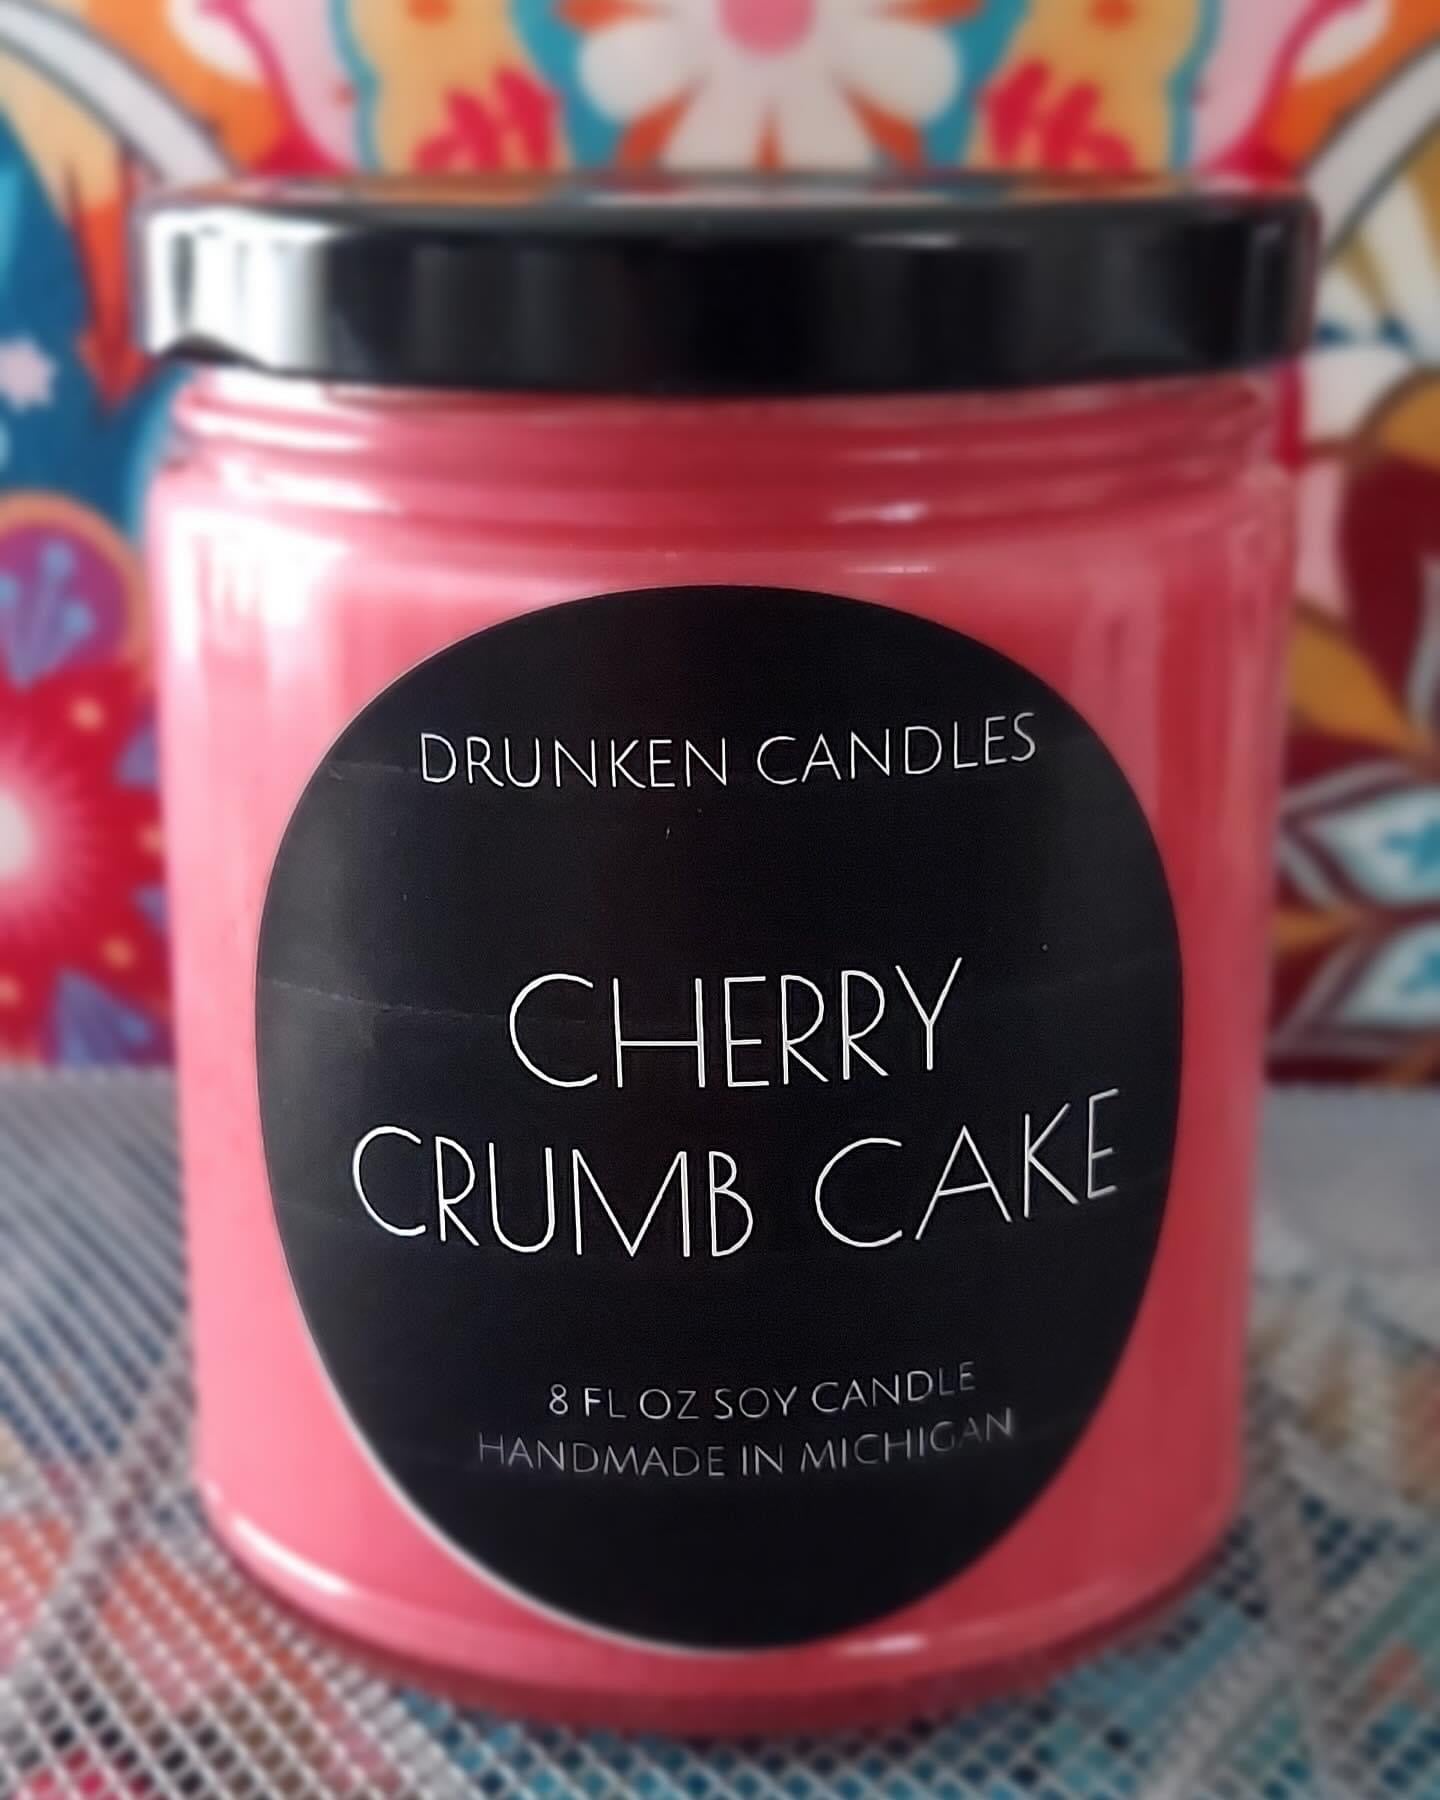 DRUNKEN CANDLES
CHERRY
CRUMB CAKE
8 FL OZ SOY CANDLE
HANDMADE IN MICHIGAN